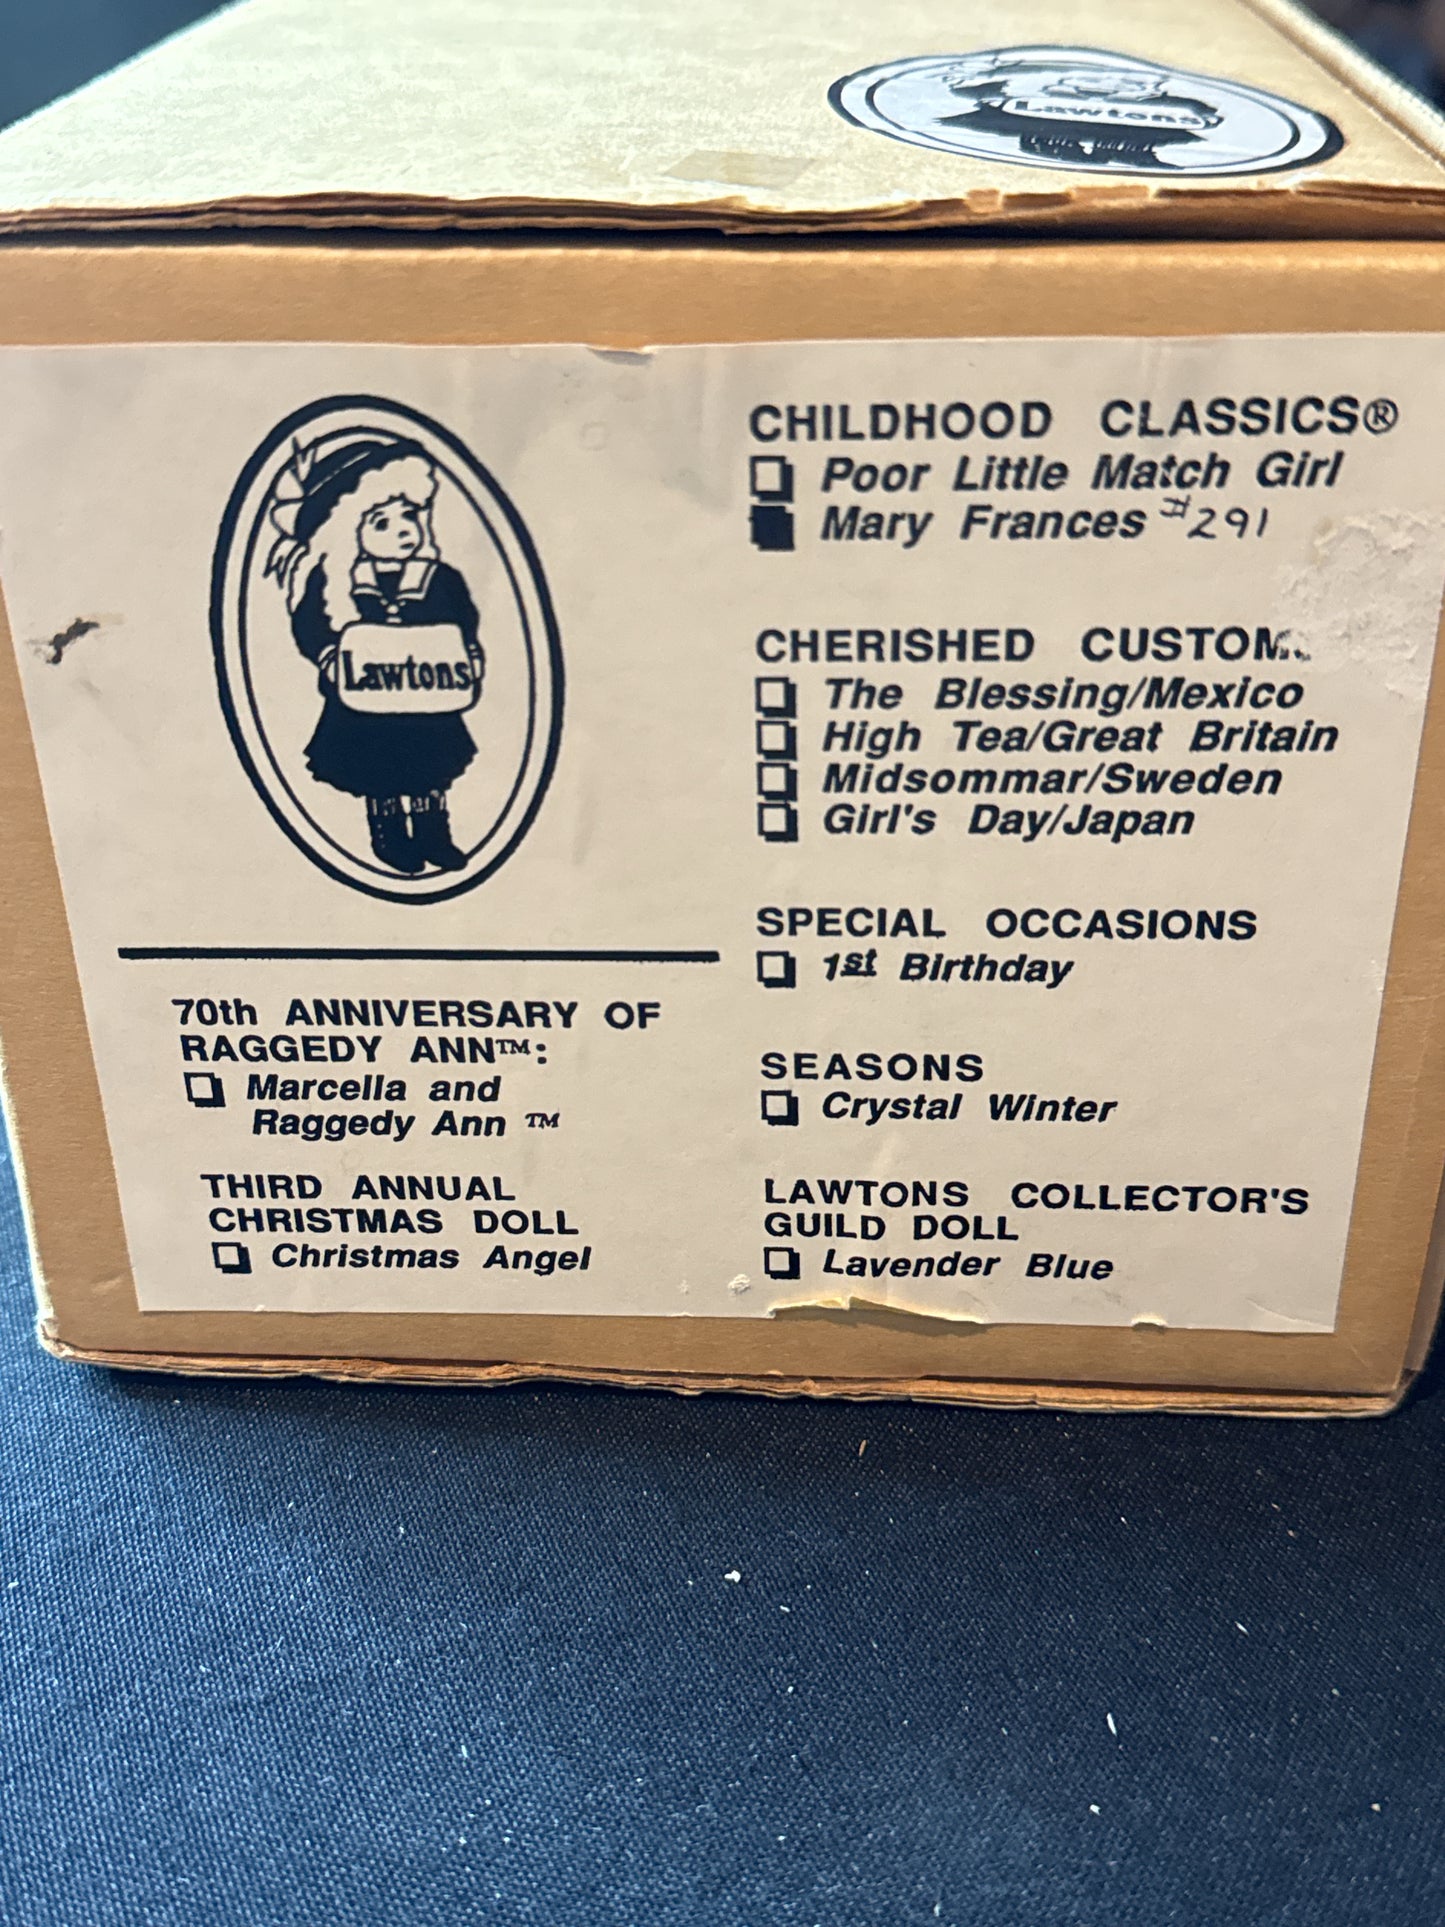 Lawtons
Lawtons
CHILDHOOD CLASSICS®
Poor Little Match Girl
Mary Frances #291
CHERISHED CUSTOM
The Blessing/Mexico
High Tea/Great Britain
Midsommar/Sweden
Girl's Day/Japan
SPECIAL OCCASIONS
1st Birthday
SEASONS
Crystal Winter
LAWTONS COLLECTOR'S
GUILD DOLL
Lavender Blue
70th ANNIVERSARY OF
RAGGEDY ANN™:
Marcella and
Raggedy Ann ™
THIRD ANNUAL
CHRISTMAS DOLL
Christmas Angel